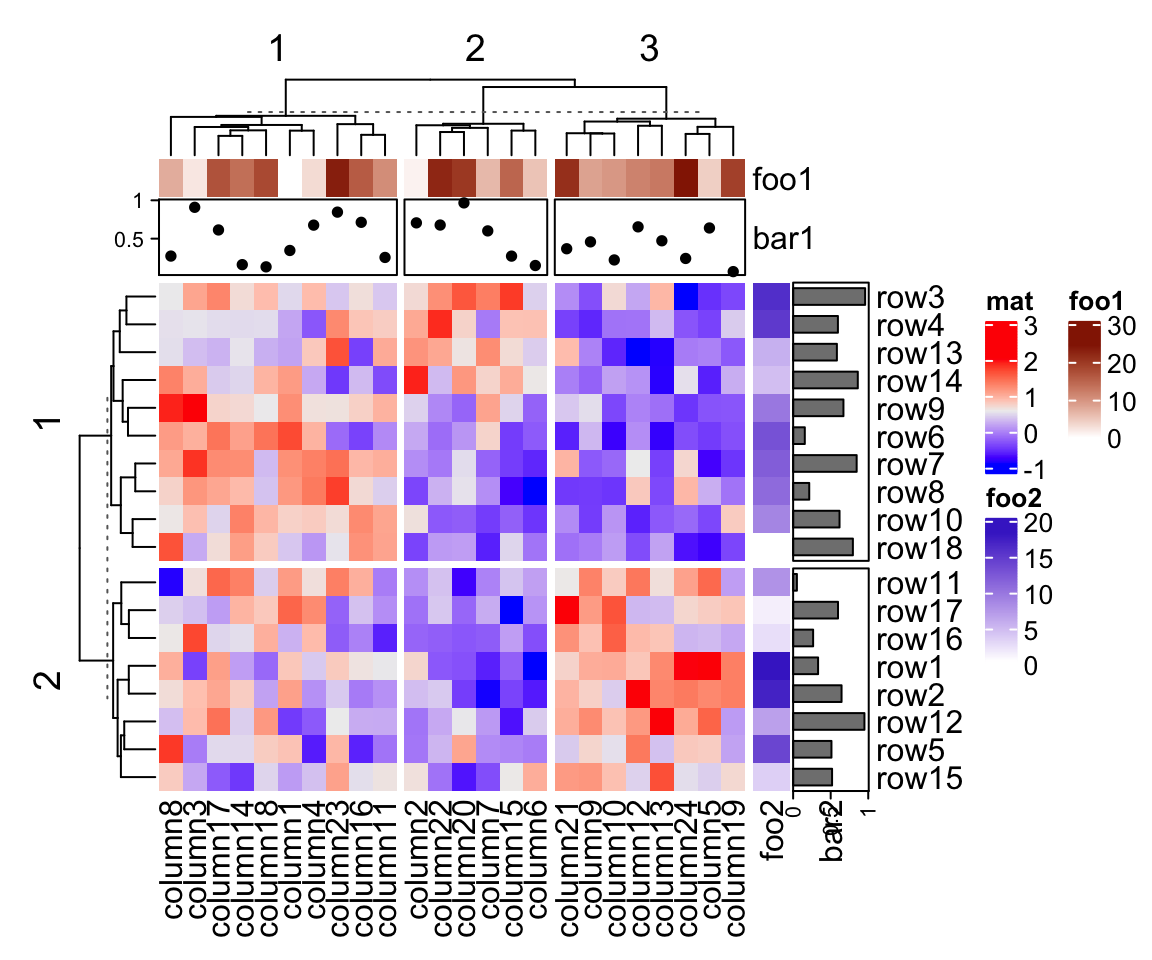 1 2 3
foo1
1
0.5
bar1
1
2
row3
row4
row13
row14
row9
row6
row7
row8
row10
row18
row11
row17
row16
row1
row2
row12
row5
row15
column8
column3
column17
column14
column18
column1
column4
column23
column16
column11
column2
column22
column20
column7
column15
column6
column21
column9
column10
column12
column13
column24
column5
column19
foo2
0 0.5 1
bar2
mat
3
2
1
0
-1
foo1
30
20
10
0
foo2
20
15
10
5
0